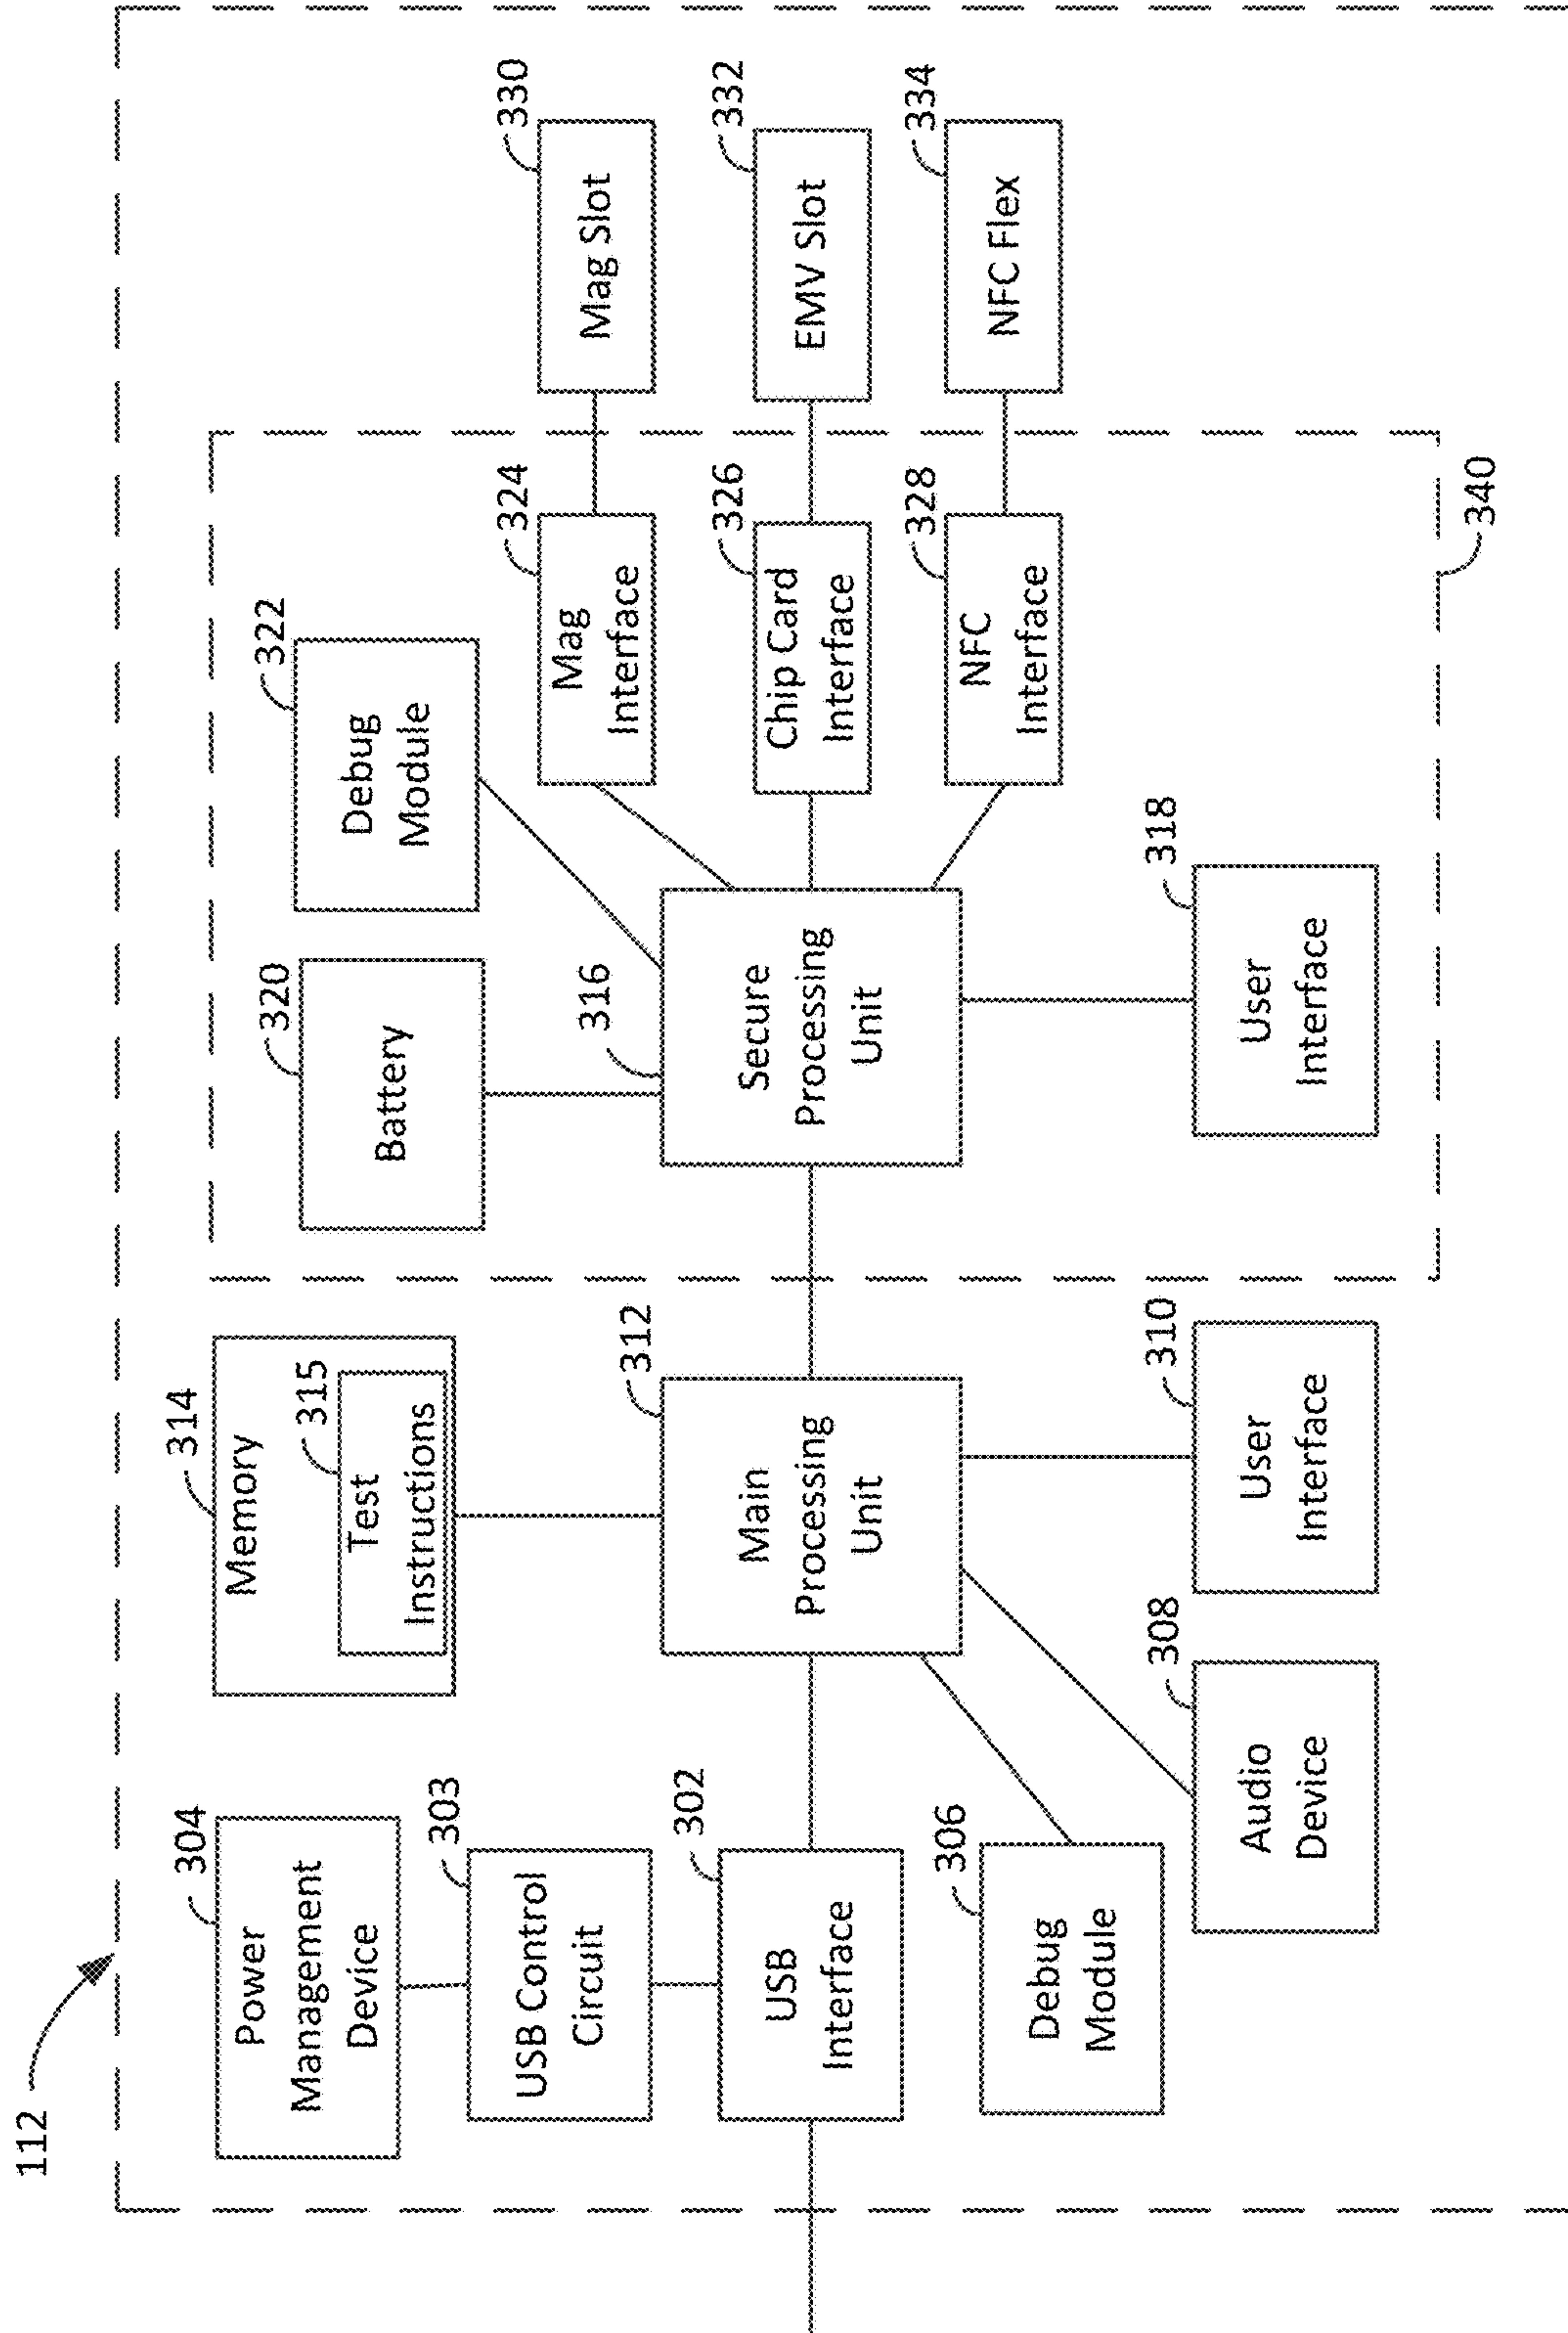 112
304
Power
Management
Device
303
USB Control
Circuit
302
USB
Interface
306
Debug
Module
308
Audio
Device
314
Memory
315
Test
Instructions
312
Main
Processing
Unit
310
User
Interface
320
Battery
316
Secure
Processing
Unit
318
User
Interface
322
Debug
Module
324
Mag
Interface
326
Chip Card
Interface
328
NFC
Interface
340
330
Mag Slot
332
EMV Slot
334
NFC Flex